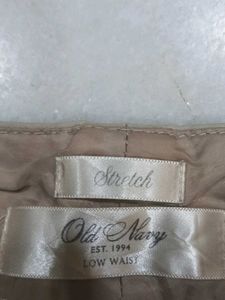 Stretch
Old Navy
EST. 1994
LOW WAIST